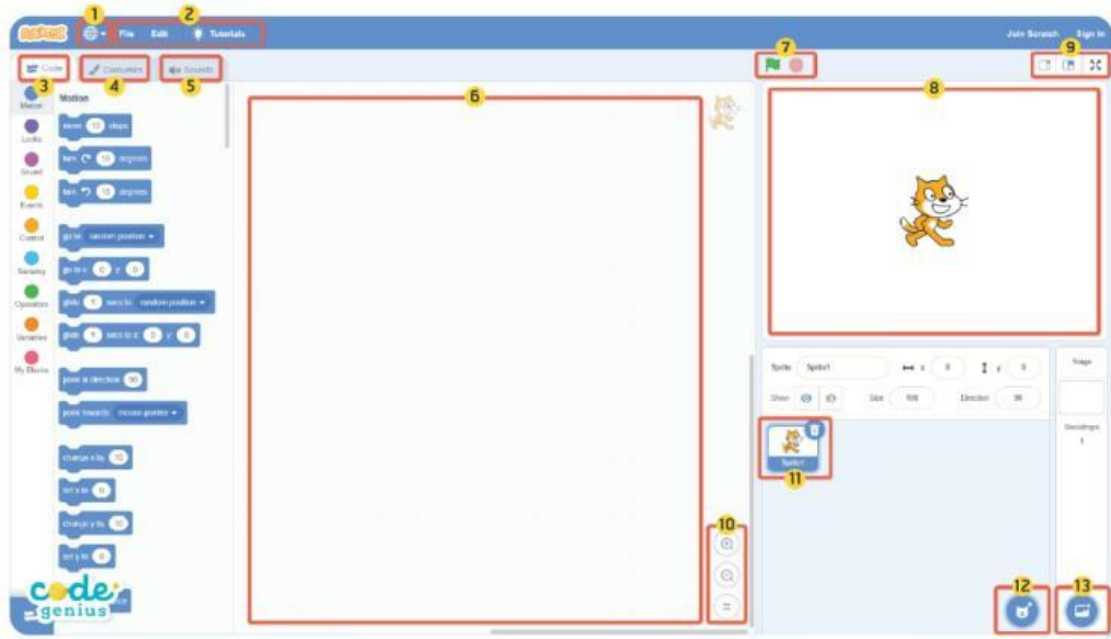 SCRATCH
1
2
File Edit Tutorials
Join Scratch Sign in
Code
Costumes
Sounds
3
4
5
6
7
8
9
Motion
Looks
Sound
Events
Control
Sensing
Operators
Variables
My Blocks
Motion
move 10 steps
turn 15 degrees
turn 15 degrees
go to random position
go to x: 0 y: 0
glide 1 secs to random position
glide 1 secs to x: 0 y: 0
point in direction 90
point towards mouse-pointer
change x by 10
set x to 0
change y by 10
set y to 0
code
genius
10
Sprite Sprite1 x 0 y 0
Show Size 100 Direction 90
Sprite1
11
Stage
Backdrops
1
12
13